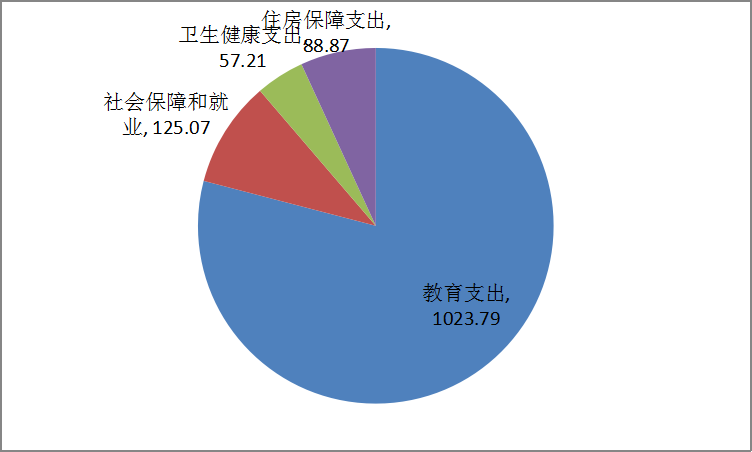 住房保障支出,
88.87
卫生健康支出,
57.21
社会保障和就
业, 125.07
教育支出,
1023.79